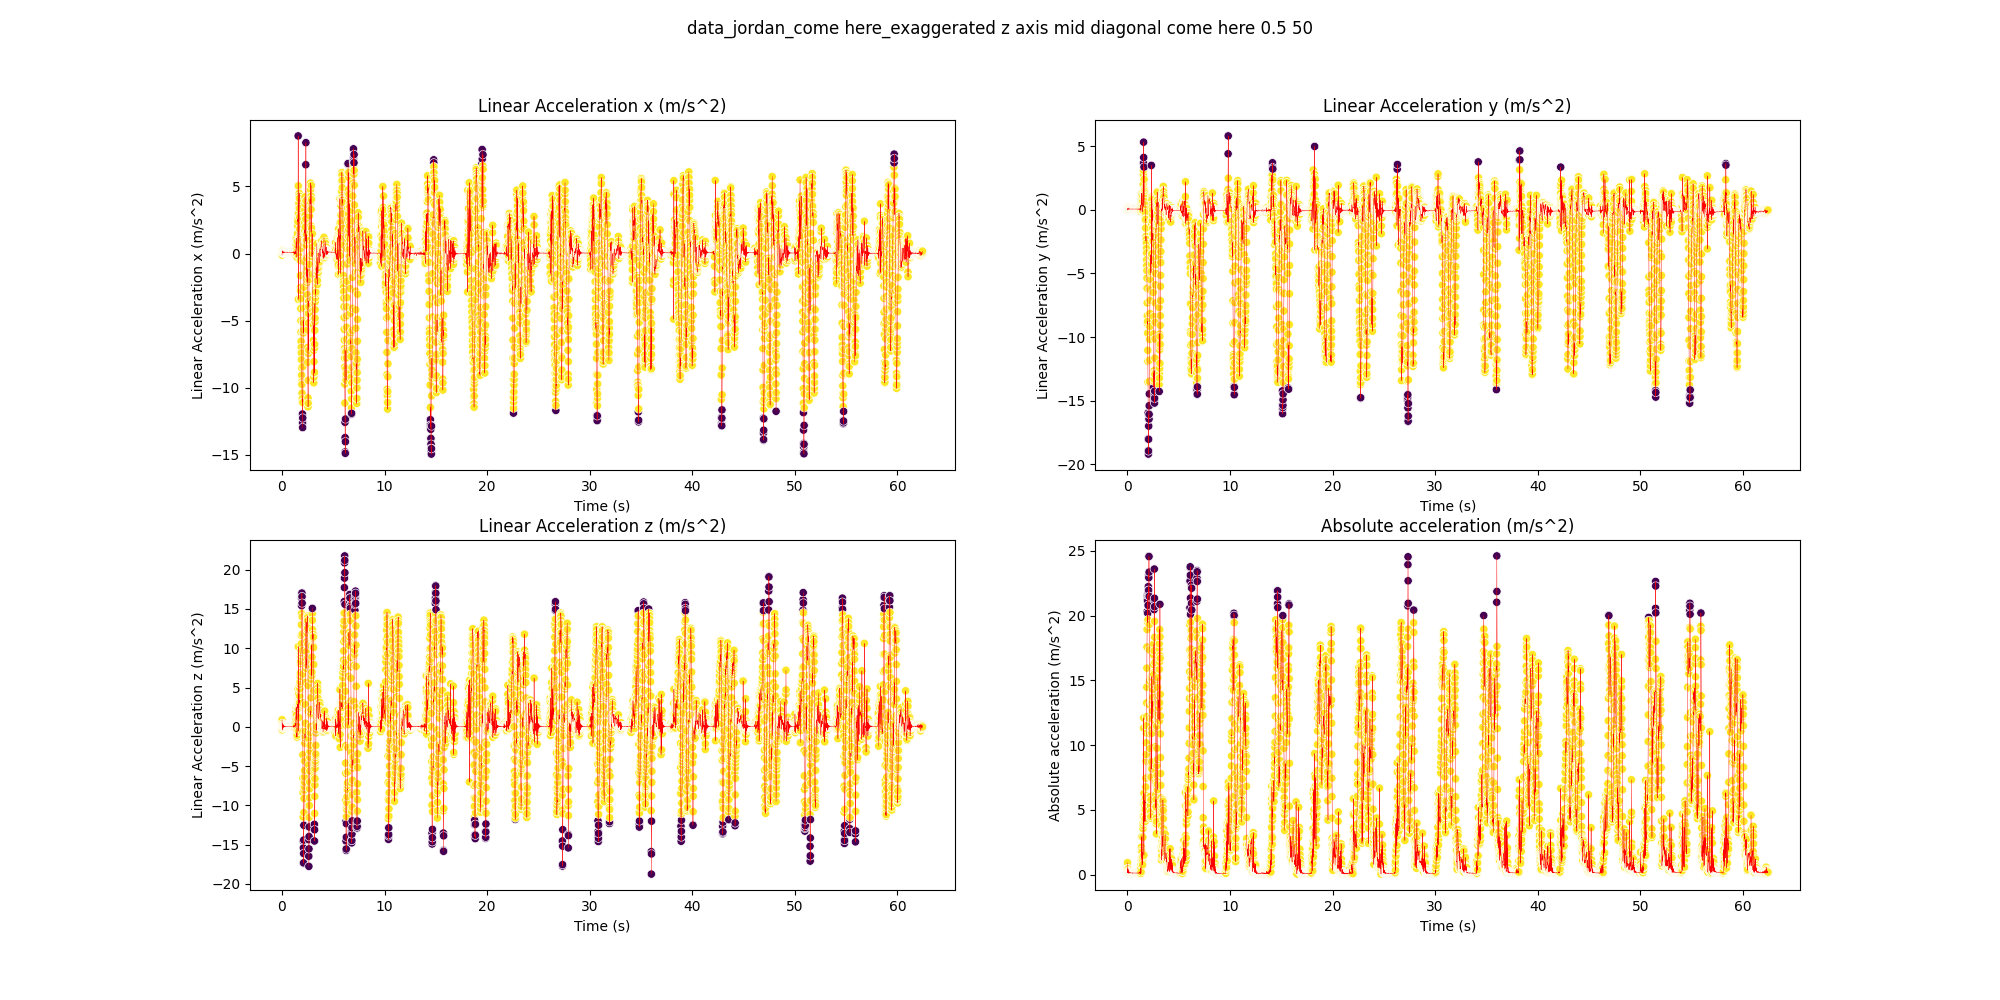 data_jordan_come here_exaggerated z axis mid diagonal come here 0.5 50
Linear Acceleration x (m/s^2)
Linear Acceleration x (m/s^2)
5
0
−5
−10
−15
0 10 20 30 40 50 60
Time (s)
Linear Acceleration y (m/s^2)
Linear Acceleration y (m/s^2)
5
0
−5
−10
−15
−20
0 10 20 30 40 50 60
Time (s)
Linear Acceleration z (m/s^2)
Linear Acceleration z (m/s^2)
20
15
10
5
0
−5
−10
−15
−20
0 10 20 30 40 50 60
Time (s)
Absolute acceleration (m/s^2)
Absolute acceleration (m/s^2)
25
20
15
10
5
0
0 10 20 30 40 50 60
Time (s)